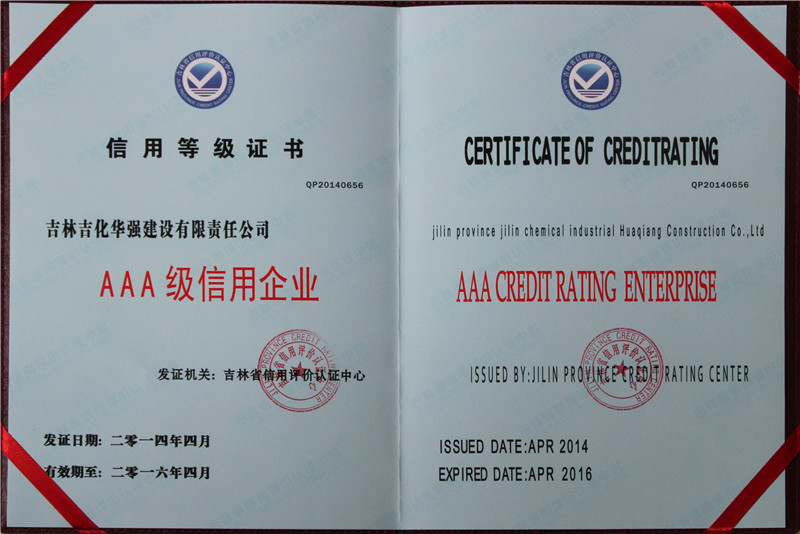 信用等级证书
QP20140656
吉林吉化华强建设有限责任公司
AAA级信用企业
发证机关：吉林省信用评价认证中心
发证日期：二零一四年四月
有效期至：二零一六年四月
CERTIFICATE OF CREDITRATING
QP20140656
jilin province jilin chemical industrial Huaqiang Construction Co.,Ltd
AAA CREDIT RATING ENTERPRISE
ISSUED BY:JILIN PROVINCE CREDIT RATING CENTER
ISSUED DATE:APR 2014
EXPIRED DATE:APR 2016